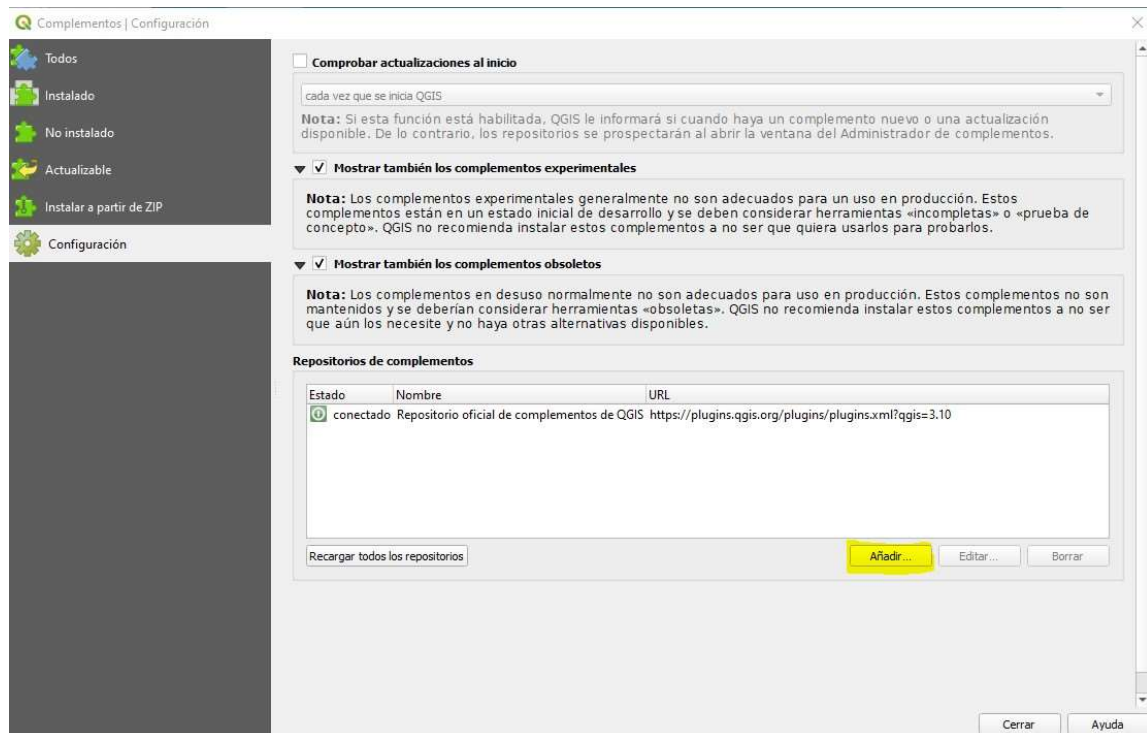 Complementos | Configuración
Todos
Instalado
No instalado
Actualizable
Instalar a partir de ZIP
Configuración
Comprobar actualizaciones al inicio
cada vez que se inicia QGIS
Nota: Si esta función está habilitada, QGIS le informará si cuando haya un complemento nuevo o una actualización
disponible. De lo contrario, los repositorios se prospectarán al abrir la ventana del Administrador de complementos.
Mostrar también los complementos experimentales
Nota: Los complementos experimentales generalmente no son adecuados para un uso en producción. Estos
complementos están en un estado inicial de desarrollo y se deben considerar herramientas «incompletas» o «prueba de
concepto». QGIS no recomienda instalar estos complementos a no ser que quiera usarlos para probarlos.
Mostrar también los complementos obsoletos
Nota: Los complementos en desuso normalmente no son adecuados para uso en producción. Estos complementos no son
mantenidos y se deberían considerar herramientas «obsoletas». QGIS no recomienda instalar estos complementos a no ser
que aún los necesite y no haya otras alternativas disponibles.
Repositorios de complementos
Estado Nombre URL
conectado Repositorio oficial de complementos de QGIS https://plugins.qgis.org/plugins/plugins.xml?qgis=3.10
Recargar todos los repositorios Añadir... Editar... Borrar
Cerrar Ayuda